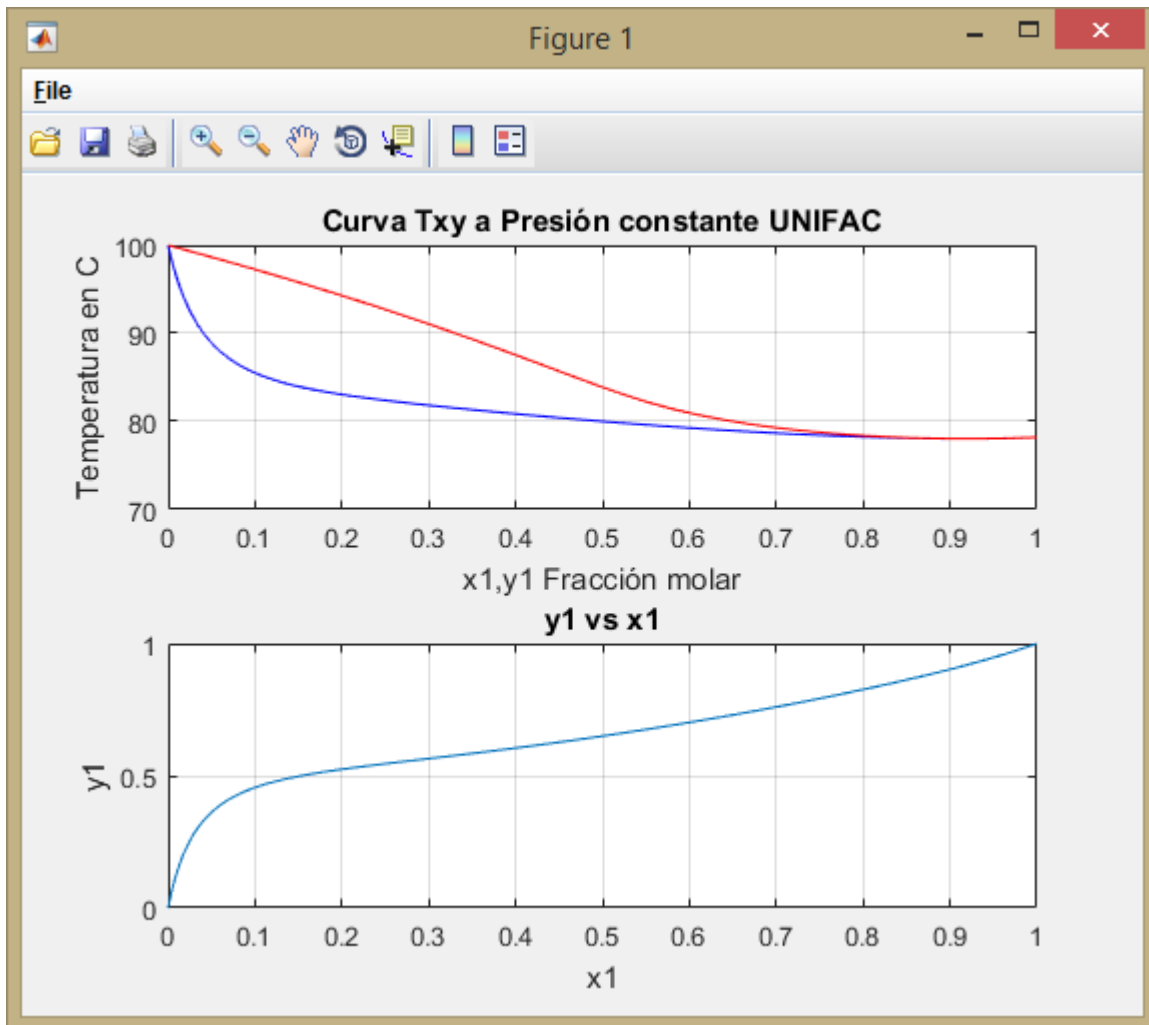 Figure 1
File
Curva Txy a Presión constante UNIFAC
Temperatura en C
100
90
80
70
0 0.1 0.2 0.3 0.4 0.5 0.6 0.7 0.8 0.9 1
x1,y1 Fracción molar
y1 vs x1
y1
1
0.5
0
0 0.1 0.2 0.3 0.4 0.5 0.6 0.7 0.8 0.9 1
x1